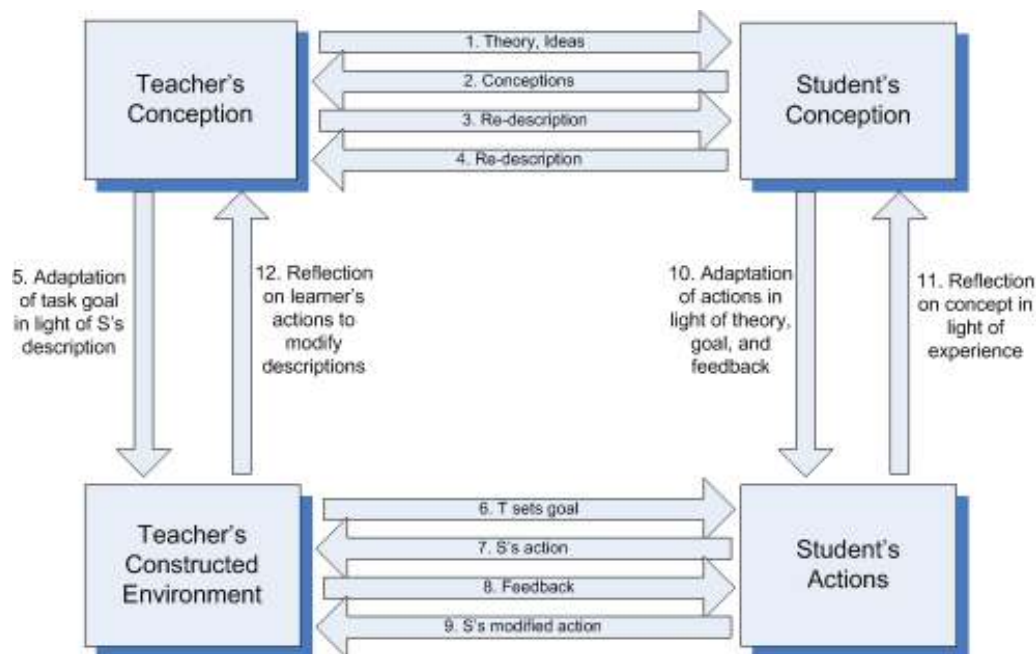 Teacher's
Conception
1. Theory, Ideas
2. Conceptions
3. Re-description
4. Re-description
Student's
Conception
5. Adaptation
of task goal
in light of S's
description
12. Reflection
on learner's
actions to
modify
descriptions
10. Adaptation
of actions in
light of theory,
goal, and
feedback
11. Reflection
on concept in
light of
experience
Teacher's
Constructed
Environment
6. T sets goal
7. S's action
8. Feedback
9. S's modified action
Student's
Actions